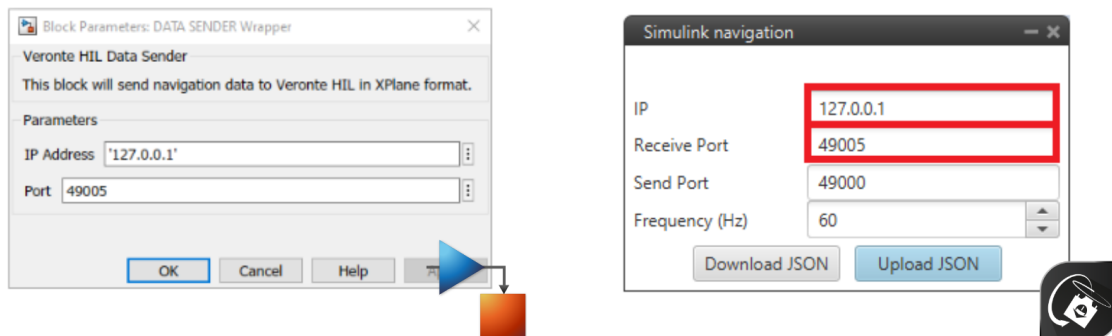 Block Parameters: DATA SENDER Wrapper
Veronte HIL Data Sender
This block will send navigation data to Veronte HIL in XPlane format.
Parameters
IP Address '127.0.0.1'
Port 49005
OK Cancel Help
Simulink navigation
IP 127.0.0.1
Receive Port 49005
Send Port 49000
Frequency (Hz) 60
Download JSON Upload JSON